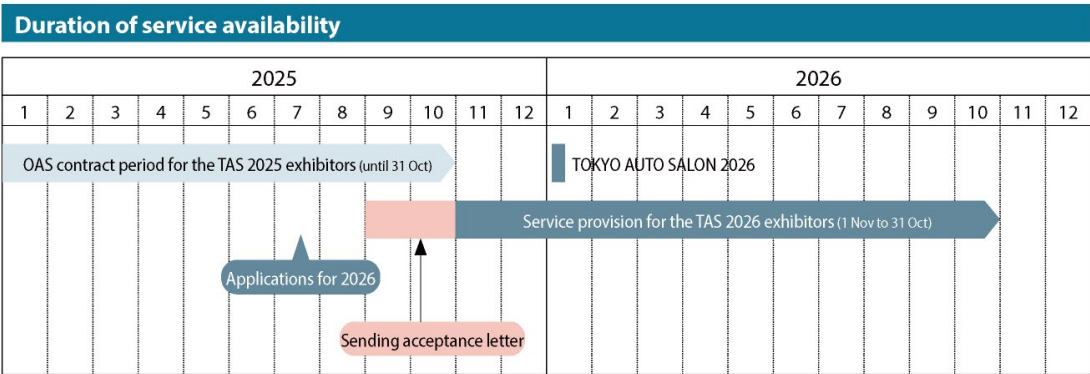 Duration of service availability
2025 2026
1 2 3 4 5 6 7 8 9 10 11 12 1 2 3 4 5 6 7 8 9 10 11 12
OAS contract period for the TAS 2025 exhibitors (until 31 Oct) TOKYO AUTO SALON 2026
Service provision for the TAS 2026 exhibitors (1 Nov to 31 Oct)
Applications for 2026
Sending acceptance letter